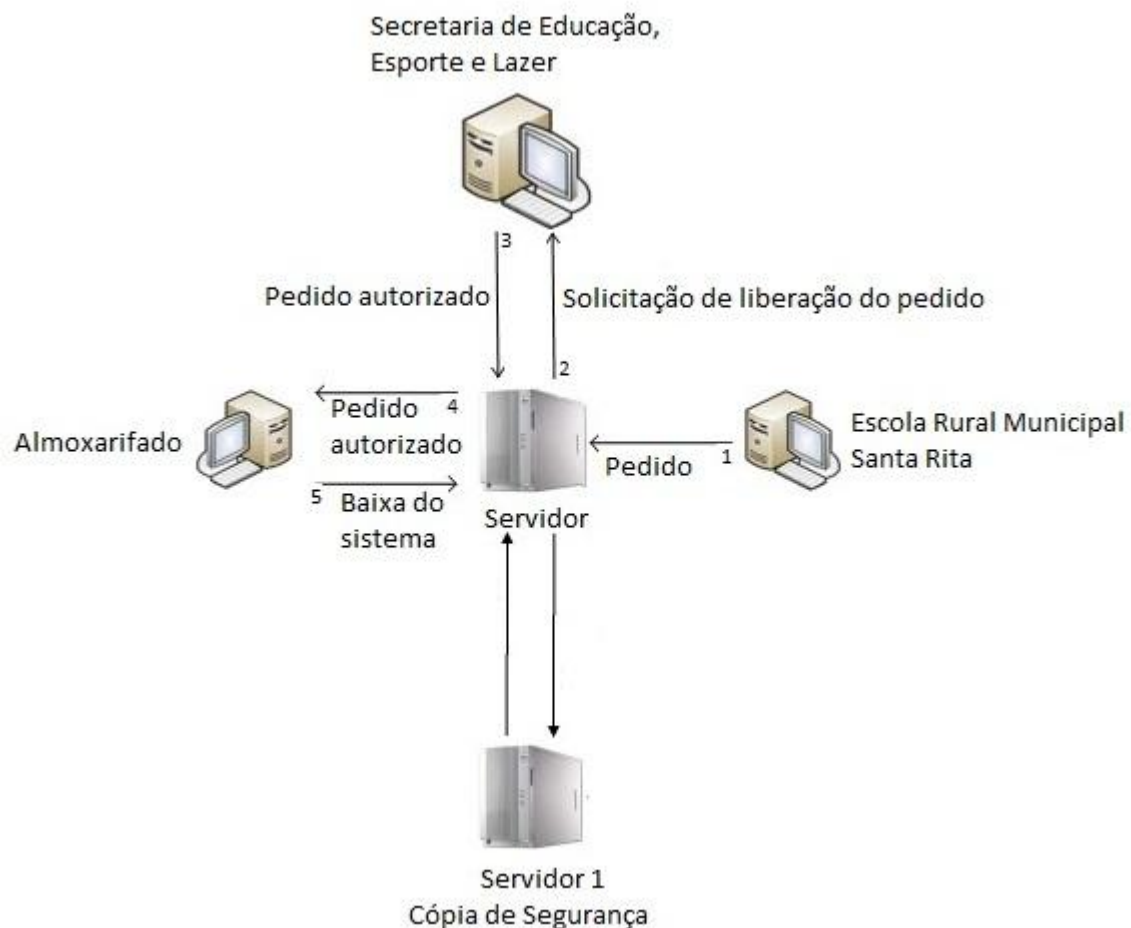 Secretaria de Educação,
Esporte e Lazer
3
Pedido autorizado
Solicitação de liberação do pedido
2
Almoxarifado
Pedido 4
autorizado
5 Baixa do
sistema
Servidor
Pedido 1
Escola Rural Municipal
Santa Rita
Servidor 1
Cópia de Segurança